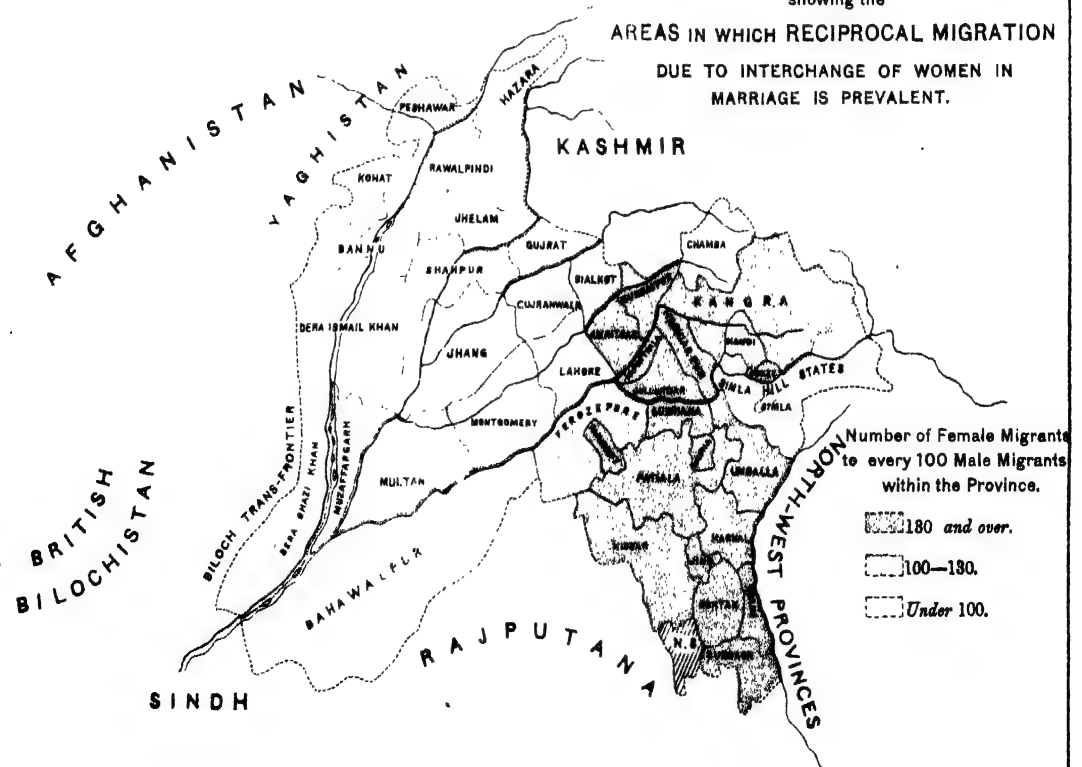 showing the
AREAS IN WHICH RECIPROCAL MIGRATION
DUE TO INTERCHANGE OF WOMEN IN
MARRIAGE IS PREVALENT.
AFGHANISTAN
YAGHISTAN
PESHAWAR
HAZARA
KASHMIR
KOHAT
RAWALPINDI
JHELAM
BANNU
GUJRAT
CHAMBA
SHAHPUR
SIALKOT
KANGRA
GUJRANWALA
DERA ISMAIL KHAN
JHANG
LAHORE
SIMLA HILL STATES
SIMLA
MONTGOMERY
FEROZEPORE
LUDHIANA
MULTAN
MUZAFFARGARH
DERA GHAZI KHAN
BILOCH TRANS-FRONTIER
BRITISH
BILOCHISTAN
PATIALA
UMBALLA
HISSAR
KARNAL
BAHAWALPUR
RAJPUTANA
N. S
SINDH
NORTH-WEST PROVINCES
Number of Female Migrants
to every 100 Male Migrants
within the Province.
180 and over.
100—180.
Under 100.